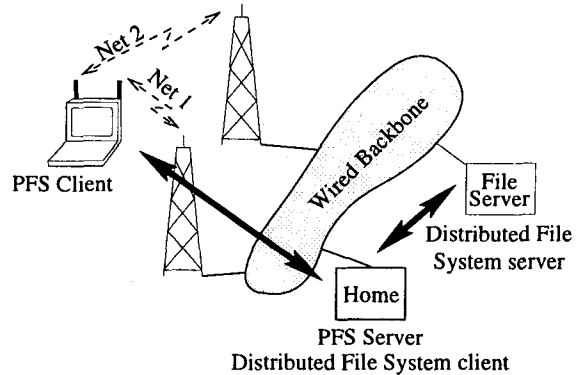 Net 2
Net 1
PFS Client
Wired Backbone
File
Server
Distributed File
System server
Home
PFS Server
Distributed File System client